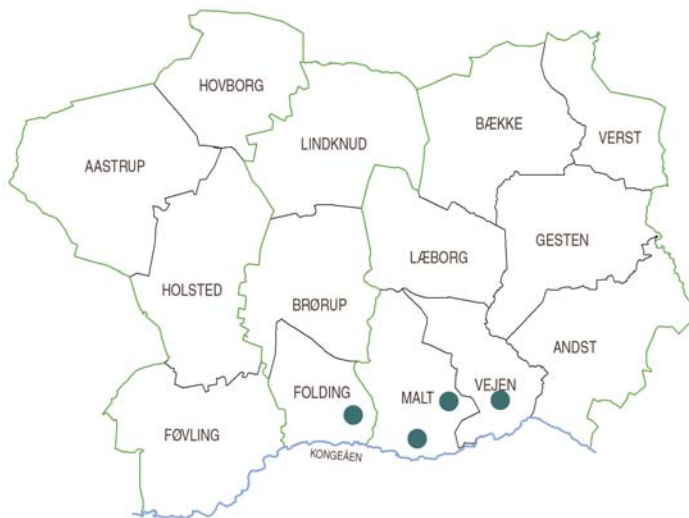 HOVBORG
BÆKKE
VERST
LINDKNUD
AASTRUP
GESTEN
LÆBORG
HOLSTED
BRØRUP
ANDST
FOLDING
MALT
VEJEN
FØVLING
KONGEÅEN